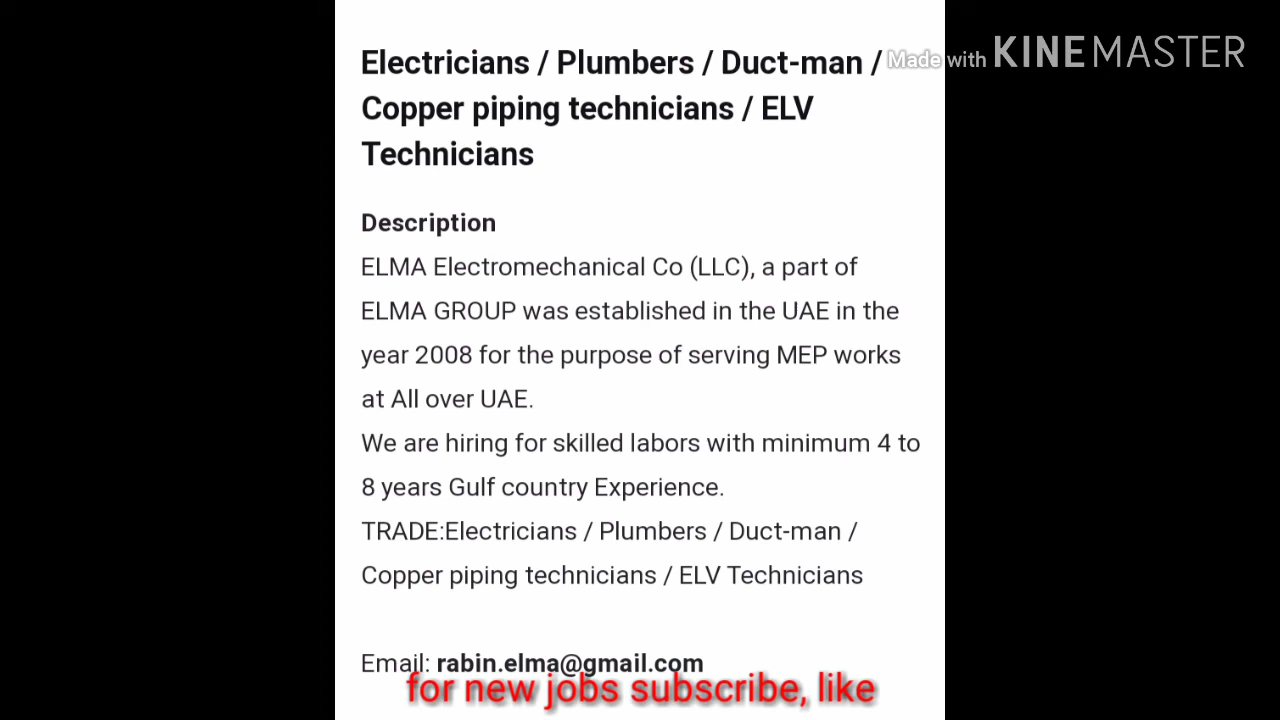 Electricians / Plumbers / Duct-man /
Made with KINEMASTER
Copper piping technicians / ELV
Technicians
Description
ELMA Electromechanical Co (LLC), a part of
ELMA GROUP was established in the UAE in the
year 2008 for the purpose of serving MEP works
at All over UAE.
We are hiring for skilled labors with minimum 4 to
8 years Gulf country Experience.
TRADE:Electricians / Plumbers / Duct-man /
Copper piping technicians / ELV Technicians
Email: rabin.elma@gmail.com
for new jobs subscribe, like